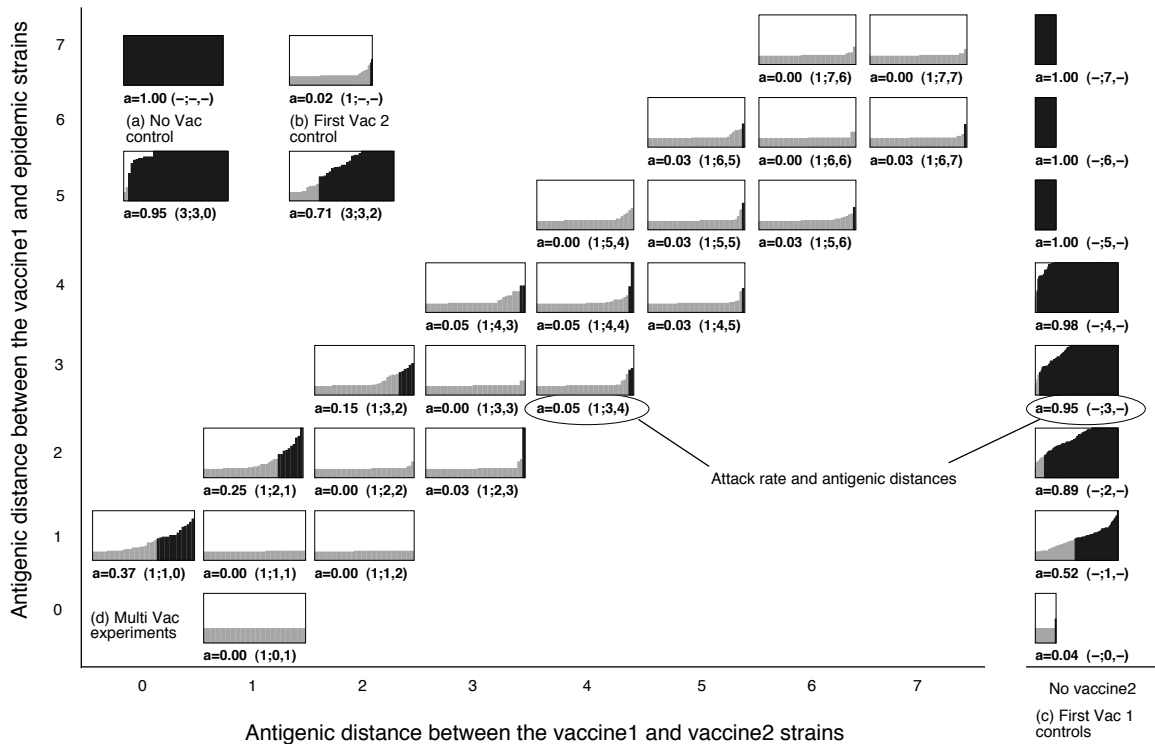 Antigenic distance between the vaccine1 and epidemic strains
7
a=1.00 (−;−,−)
(a) No Vac
control
a=0.02 (1;−,−)
(b) First Vac 2
control
a=0.00 (1;7,6)
a=0.00 (1;7,7)
a=1.00 (−;7,−)
6
a=0.95 (3;3,0)
a=0.71 (3;3,2)
a=0.03 (1;6,5)
a=0.00 (1;6,6)
a=0.03 (1;6,7)
a=1.00 (−;6,−)
5
a=0.00 (1;5,4)
a=0.03 (1;5,5)
a=0.03 (1;5,6)
a=1.00 (−;5,−)
4
a=0.05 (1;4,3)
a=0.05 (1;4,4)
a=0.03 (1;4,5)
a=0.98 (−;4,−)
3
a=0.15 (1;3,2)
a=0.00 (1;3,3)
a=0.05 (1;3,4)
a=0.95 (−;3,−)
2
a=0.25 (1;2,1)
a=0.00 (1;2,2)
a=0.03 (1;2,3)
Attack rate and antigenic distances
a=0.89 (−;2,−)
1
a=0.37 (1;1,0)
a=0.00 (1;1,1)
a=0.00 (1;1,2)
a=0.52 (−;1,−)
0
(d) Multi Vac
experiments
a=0.00 (1;0,1)
a=0.04 (−;0,−)
0 1 2 3 4 5 6 7
No vaccine2
(c) First Vac 1
controls
Antigenic distance between the vaccine1 and vaccine2 strains